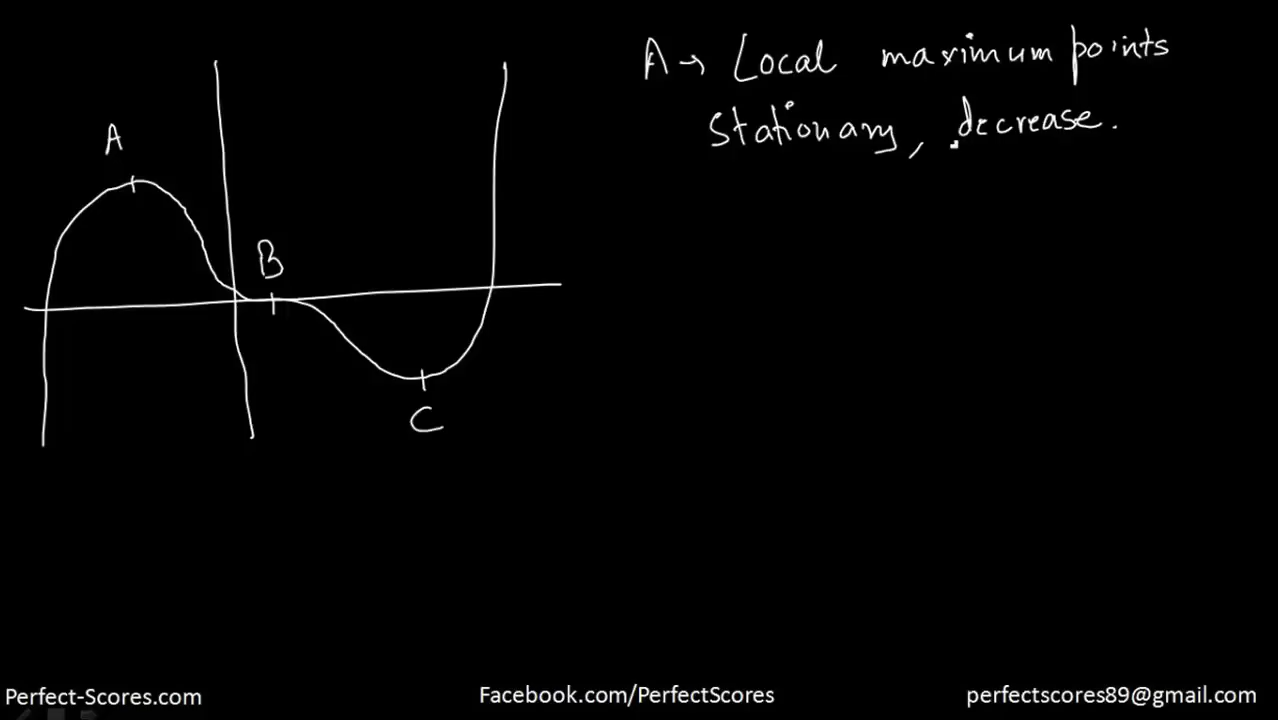 A → Local maximum points
Stationary, decrease.
A
B
C
Perfect-Scores.com
Facebook.com/PerfectScores
perfectscores89@gmail.com